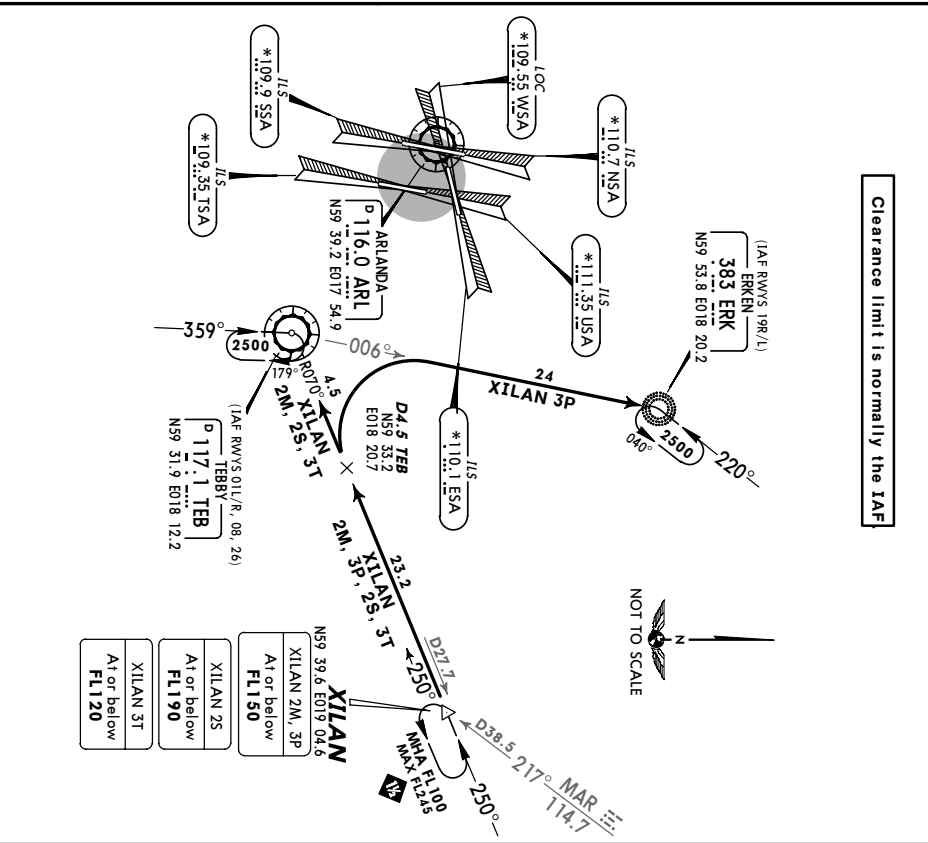 Clearance limit is normally the IAF
(IAF RWYS 19R/L)
ERKEN
383 ERK
N59 53.8 E018 20.2
220°
2500
040°
NOT TO SCALE
N
ILS
*110.7 NSA
ILS
*111.35 USA
LOC
*109.55 WSA
ILS
*110.1 ESA
24
XILAN 3P
ILS
*109.9 SSA
ILS
*109.35 TSA
ARLANDA
D 116.0 ARL
N59 39.2 E017 54.9
006°
359°
2500
179°
R070°
4.5
XILAN
2M, 2S, 3T
D4.5 TEB
N59 33.2
E018 20.7
(IAF RWYS 01L/R, 08, 26)
TEBBY
D 117.1 TEB
N59 31.9 E018 12.2
23.2
XILAN
2M, 3P, 2S, 3T
D27.7
250°
D38.5
217° MAR
114.7
250°
MHA FL100
MAX FL245
XILAN
N59 39.6 E019 04.6
XILAN 2M, 3P
At or below
FL150
XILAN 2S
At or below
FL190
XILAN 3T
At or below
FL120